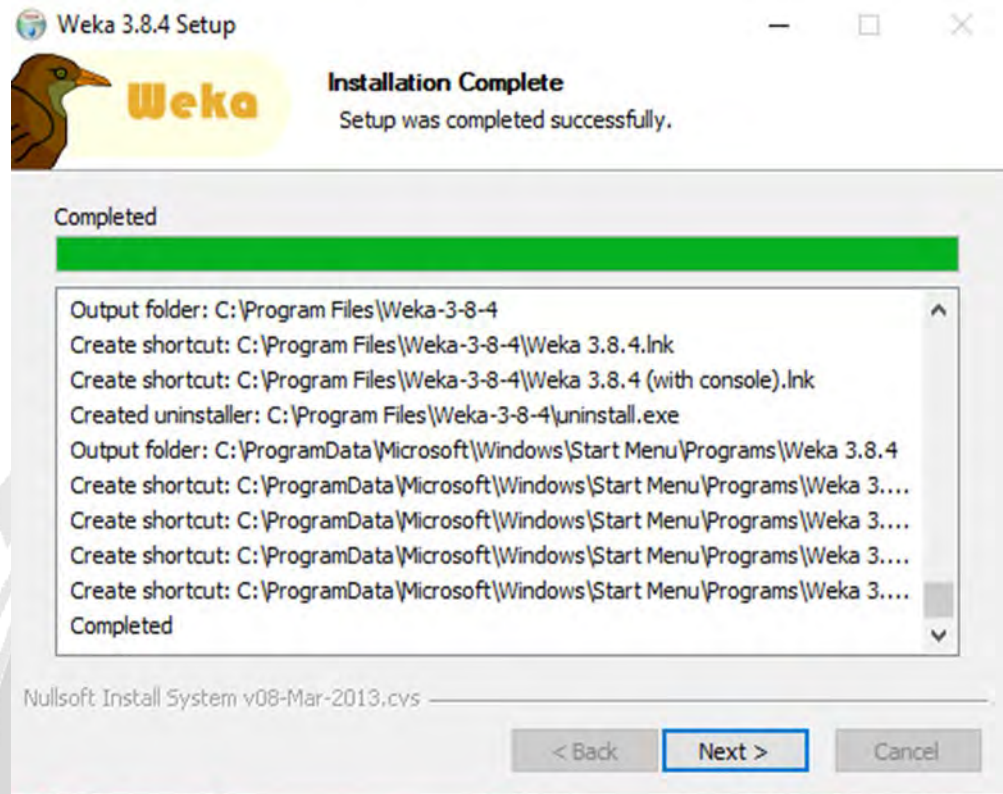 Weka 3.8.4 Setup
Weka
Installation Complete
Setup was completed successfully.
Completed
Output folder: C:\Program Files\Weka-3-8-4
Create shortcut: C:\Program Files\Weka-3-8-4\Weka 3.8.4.lnk
Create shortcut: C:\Program Files\Weka-3-8-4\Weka 3.8.4 (with console).lnk
Created uninstaller: C:\Program Files\Weka-3-8-4\uninstall.exe
Output folder: C:\ProgramData\Microsoft\Windows\Start Menu\Programs\Weka 3.8.4
Create shortcut: C:\ProgramData\Microsoft\Windows\Start Menu\Programs\Weka 3....
Create shortcut: C:\ProgramData\Microsoft\Windows\Start Menu\Programs\Weka 3....
Create shortcut: C:\ProgramData\Microsoft\Windows\Start Menu\Programs\Weka 3....
Create shortcut: C:\ProgramData\Microsoft\Windows\Start Menu\Programs\Weka 3....
Completed
Nullsoft Install System v08-Mar-2013.cvs
< Back Next > Cancel